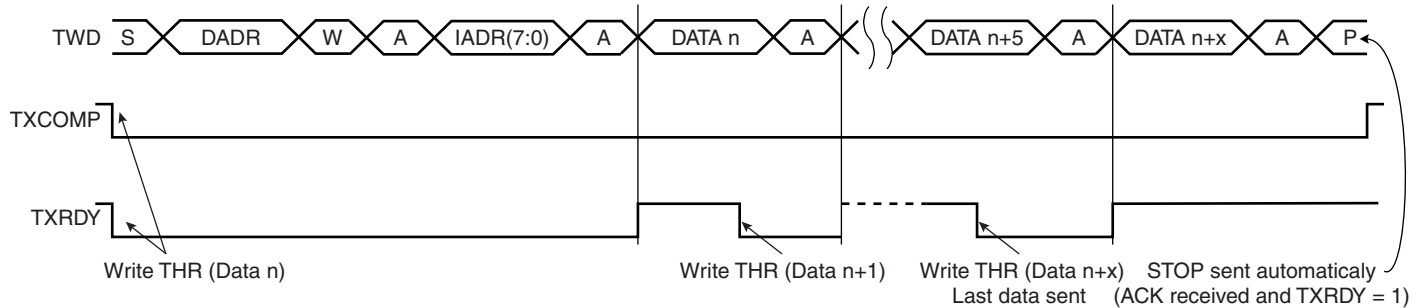 TWD S DADR W A IADR(7:0) A DATA n A DATA n+5 A DATA n+x A P
TXCOMP
TXRDY
Write THR (Data n) Write THR (Data n+1) Write THR (Data n+x) STOP sent automaticaly
Last data sent (ACK received and TXRDY = 1)